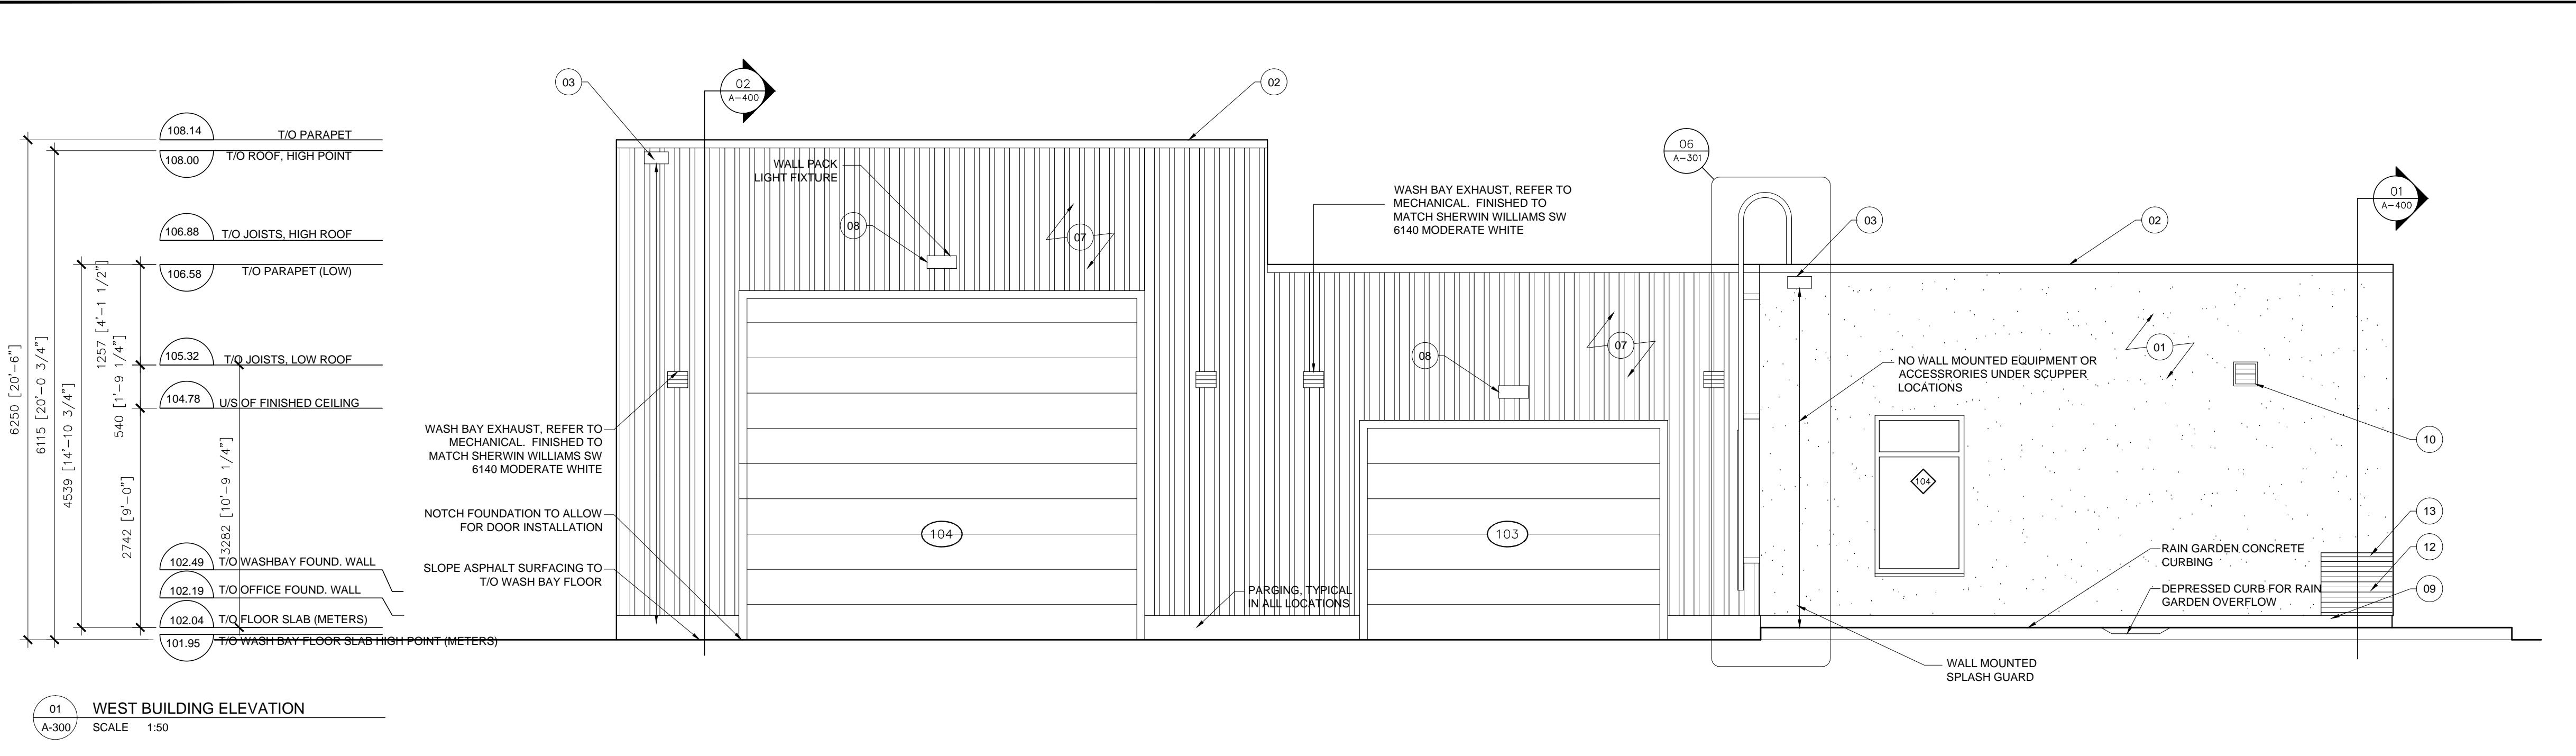 03
02
A-400
02
108.14
T/O PARAPET
108.00
T/O ROOF, HIGH POINT
106.88
T/O JOISTS, HIGH ROOF
106.58
T/O PARAPET (LOW)
105.32
T/O JOISTS, LOW ROOF
104.78
U/S OF FINISHED CEILING
102.49
T/O WASHBAY FOUND. WALL
102.19
T/O OFFICE FOUND. WALL
102.04
T/O FLOOR SLAB (METERS)
101.95
T/O WASH BAY FLOOR SLAB HIGH POINT (METERS)
6250 [20'-6"]
6115 [20'-0 3/4"]
4539 [14'-10 3/4"]
1257 [4'-1 1/2"]
540 [1'-9 1/4"]
2742 [9'-0"]
3282 [10'-9 1/4"]
WALL PACK
LIGHT FIXTURE
08
07
WASH BAY EXHAUST, REFER TO
MECHANICAL. FINISHED TO
MATCH SHERWIN WILLIAMS SW
6140 MODERATE WHITE
NOTCH FOUNDATION TO ALLOW
FOR DOOR INSTALLATION
SLOPE ASPHALT SURFACING TO
T/O WASH BAY FLOOR
104
WASH BAY EXHAUST, REFER TO
MECHANICAL. FINISHED TO
MATCH SHERWIN WILLIAMS SW
6140 MODERATE WHITE
08
07
103
PARGING, TYPICAL
IN ALL LOCATIONS
06
A-301
03
02
01
A-400
NO WALL MOUNTED EQUIPMENT OR
ACCESSRORIES UNDER SCUPPER
LOCATIONS
01
104
10
13
12
09
RAIN GARDEN CONCRETE
CURBING
DEPRESSED CURB FOR RAIN
GARDEN OVERFLOW
WALL MOUNTED
SPLASH GUARD
01
A-300
WEST BUILDING ELEVATION
SCALE 1:50